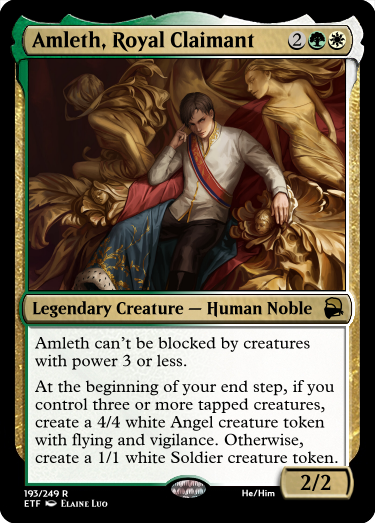 Amleth, Royal Claimant 2
Legendary Creature — Human Noble
Amleth can't be blocked by creatures
with power 3 or less.
At the beginning of your end step, if you
control three or more tapped creatures,
create a 4/4 white Angel creature token
with flying and vigilance. Otherwise,
create a 1/1 white Soldier creature token.
2/2
193/249 R He/Him
ETF Elaine Luo